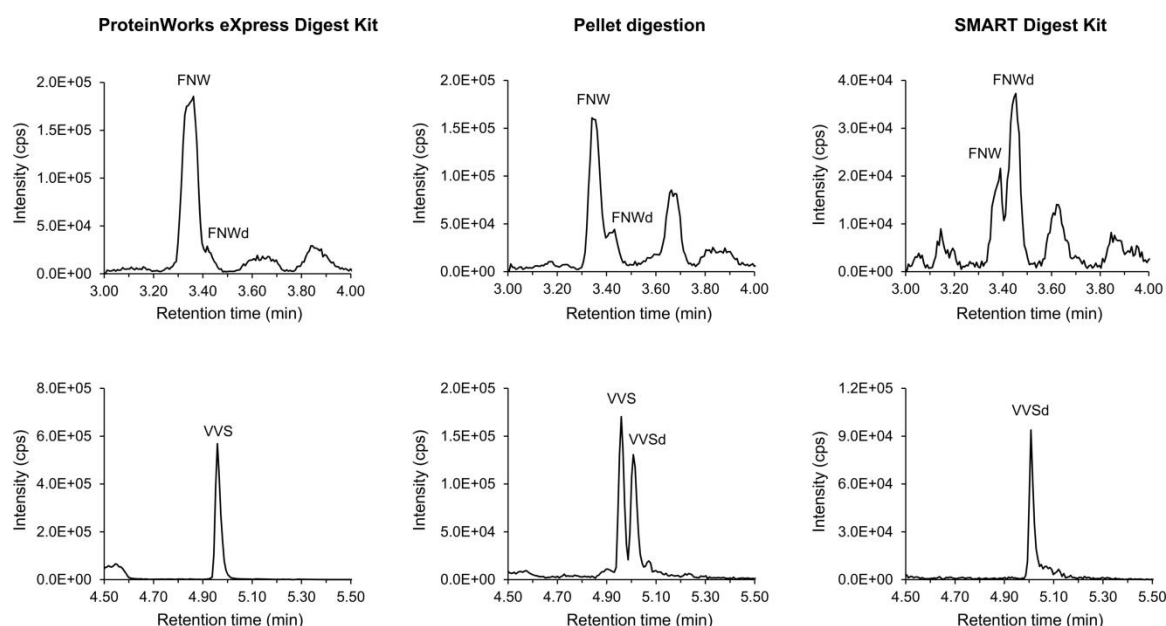 ProteinWorks eXpress Digest Kit
Pellet digestion
SMART Digest Kit
Intensity (cps)
2.0E+05
1.5E+05
1.0E+05
5.0E+04
0.0E+00
FNW
FNWd
3.00 3.20 3.40 3.60 3.80 4.00
Retention time (min)
Intensity (cps)
2.0E+05
1.5E+05
1.0E+05
5.0E+04
0.0E+00
FNW
FNWd
3.00 3.20 3.40 3.60 3.80 4.00
Retention time (min)
Intensity (cps)
4.0E+04
3.0E+04
2.0E+04
1.0E+04
0.0E+00
FNWd
FNW
3.00 3.20 3.40 3.60 3.80 4.00
Retention time (min)
Intensity (cps)
8.0E+05
6.0E+05
4.0E+05
2.0E+05
0.0E+00
VVS
4.50 4.70 4.90 5.10 5.30 5.50
Retention time (min)
Intensity (cps)
2.0E+05
1.5E+05
1.0E+05
5.0E+04
0.0E+00
VVS
VVSd
4.50 4.70 4.90 5.10 5.30 5.50
Retention time (min)
Intensity (cps)
1.2E+05
9.0E+04
6.0E+04
3.0E+04
0.0E+00
VVSd
4.50 4.70 4.90 5.10 5.30 5.50
Retention time (min)